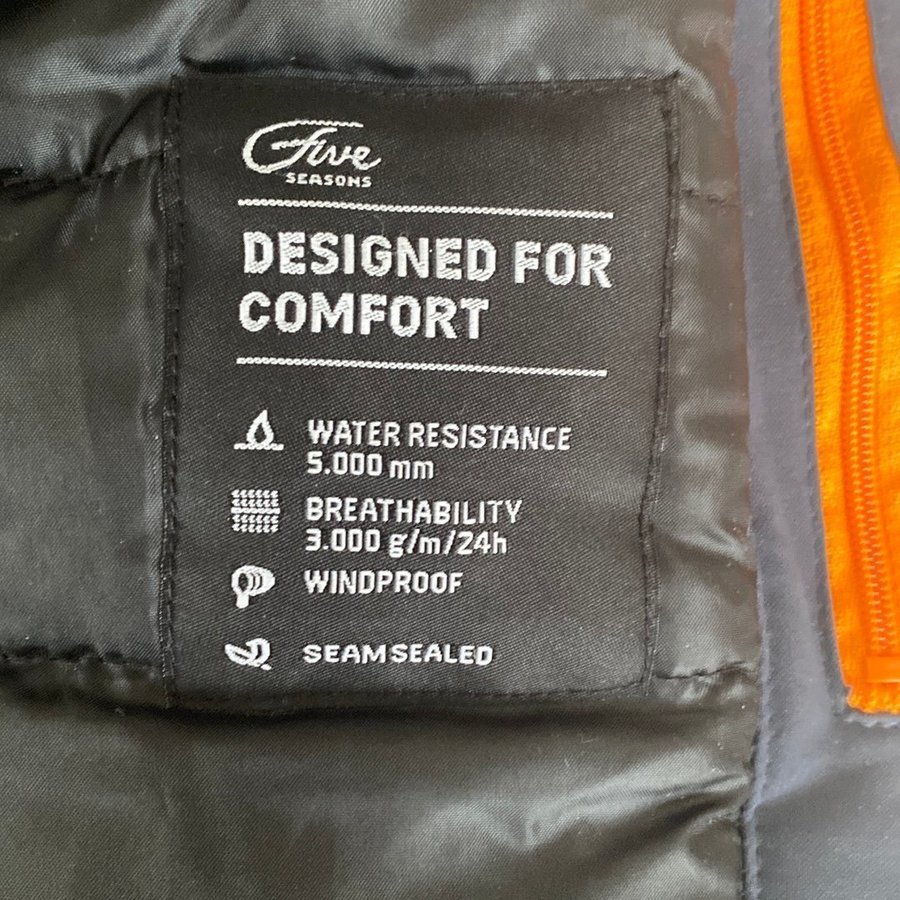 Five
SEASONS
DESIGNED FOR
COMFORT
WATER RESISTANCE
5.000 mm
BREATHABILITY
3.000 g/m/24h
WINDPROOF
SEAMSEALED